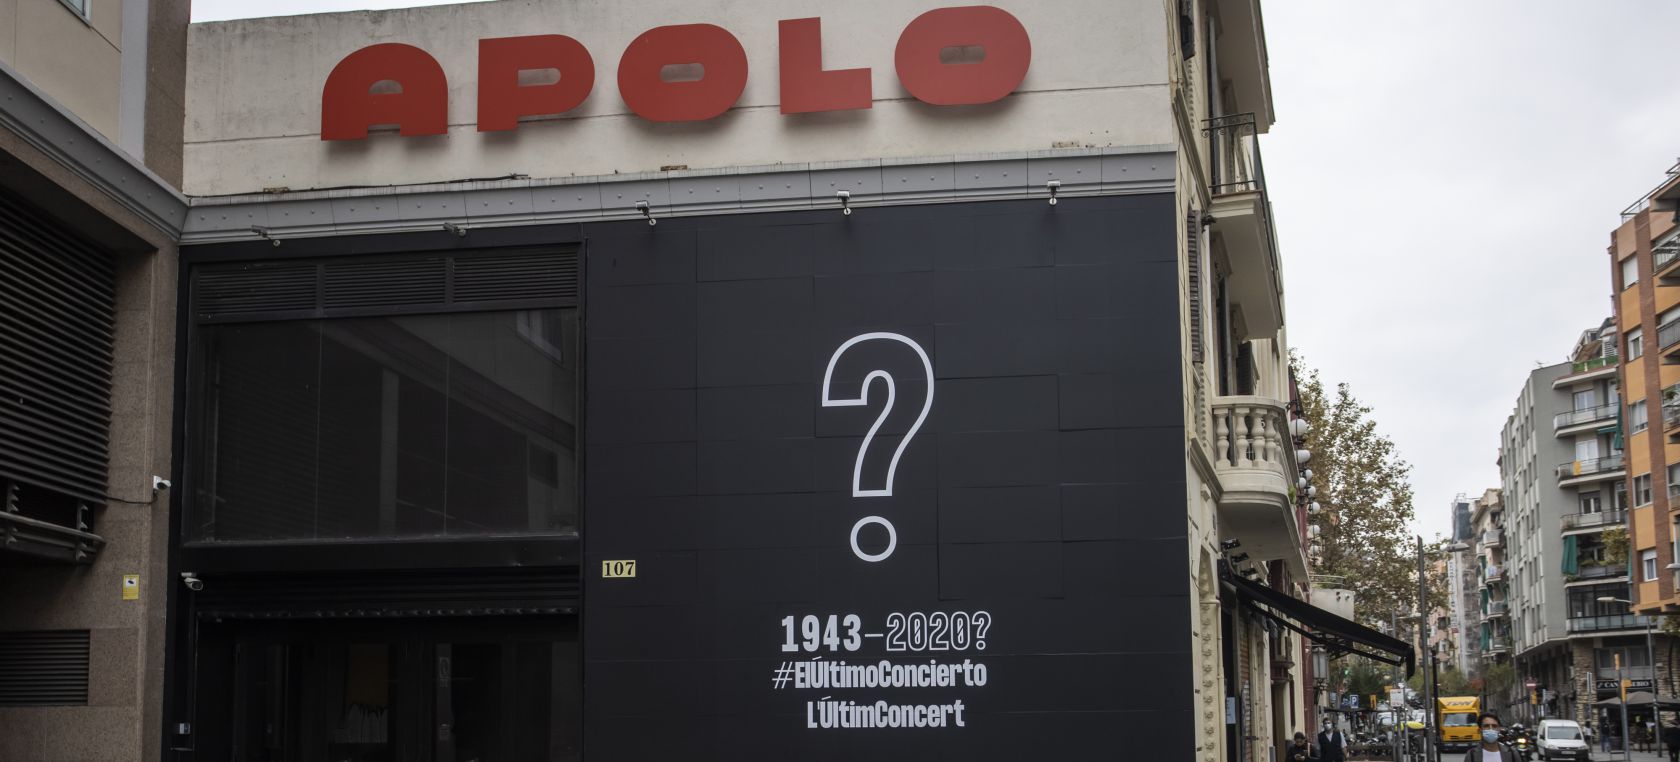 APOLO
?
107
1943-2020?
#ElÚltimoConcierto
L'ÚltimConcert